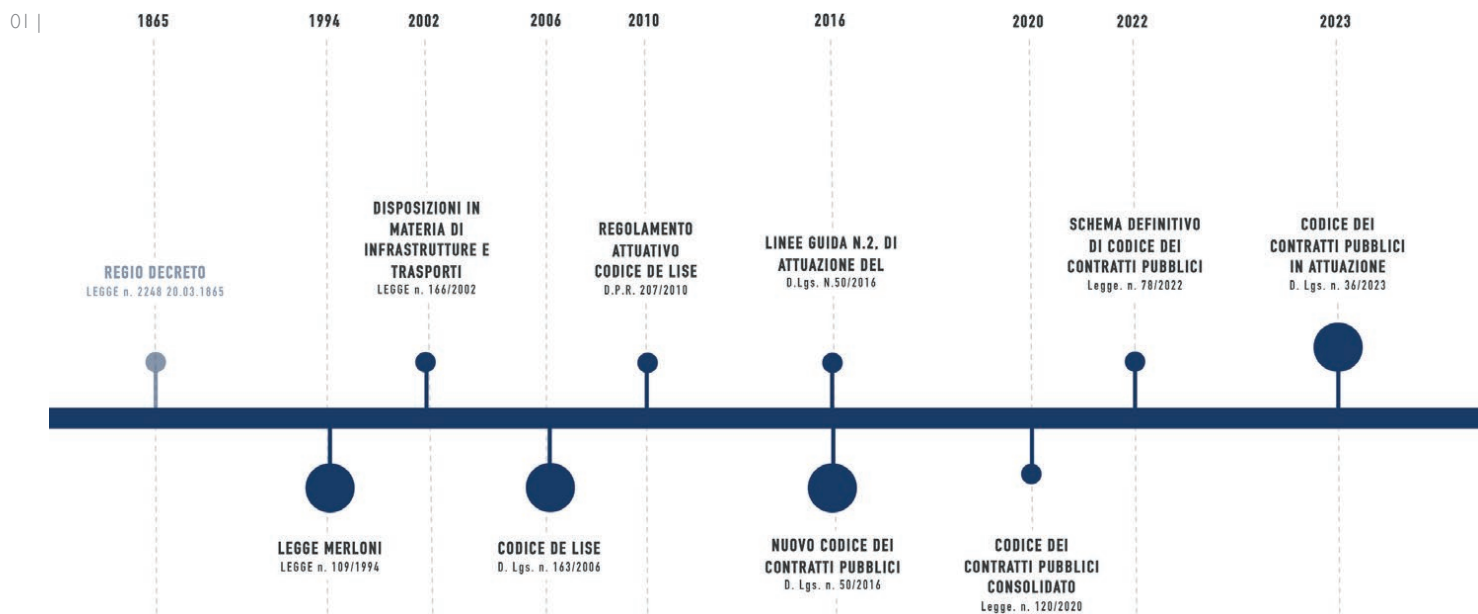 01 |
1865
1994
2002
2006
2010
2016
2020
2022
2023
REGIO DECRETO
LEGGE n. 2248 20.03.1865
DISPOSIZIONI IN
MATERIA DI
INFRASTRUTTURE E
TRASPORTI
LEGGE n. 166/2002
REGOLAMENTO
ATTUATIVO
CODICE DE LISE
D.P.R. 207/2010
LINEE GUIDA N.2, DI
ATTUAZIONE DEL
D.Lgs. N.50/2016
SCHEMA DEFINITIVO
DI CODICE DEI
CONTRATTI PUBBLICI
Legge. n. 78/2022
CODICE DEI
CONTRATTI PUBBLICI
IN ATTUAZIONE
D. Lgs. n. 36/2023
LEGGE MERLONI
LEGGE n. 109/1994
CODICE DE LISE
D. Lgs. n. 163/2006
NUOVO CODICE DEI
CONTRATTI PUBBLICI
D. Lgs. n. 50/2016
CODICE DEI
CONTRATTI PUBBLICI
CONSOLIDATO
Legge. n. 120/2020